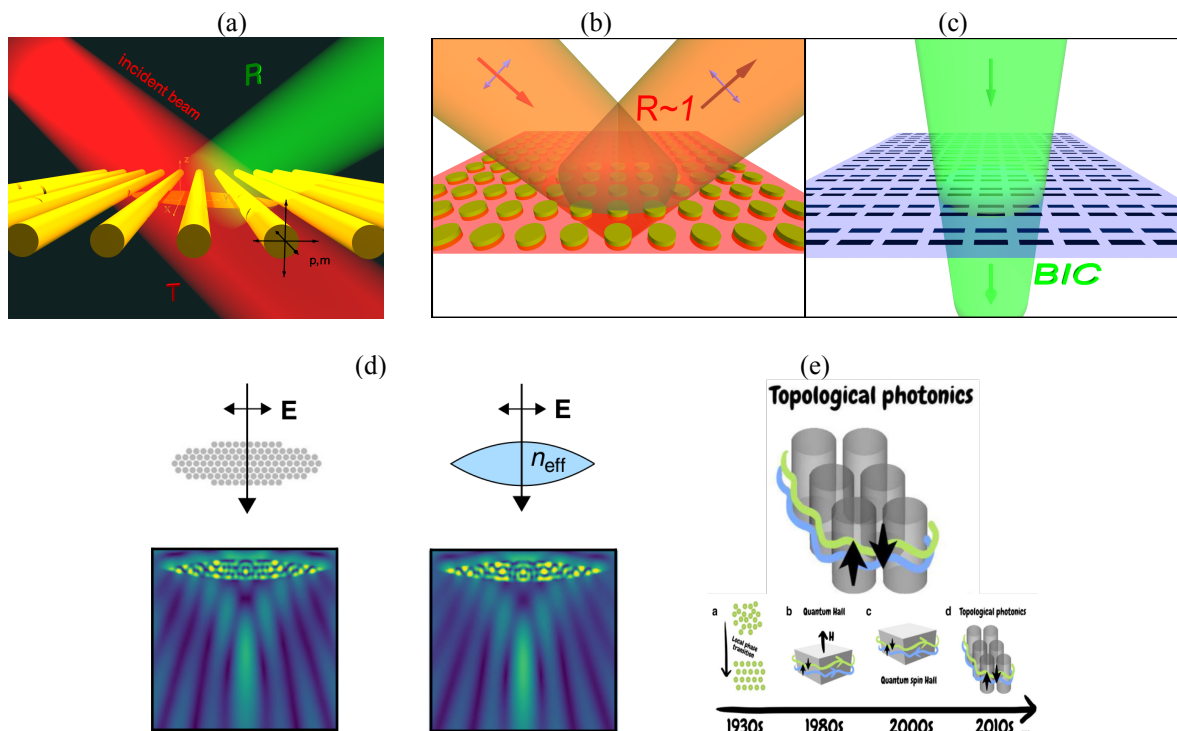 (a)
incident beam
R
z
p,m
T
(b)
R~1
(c)
BIC
(d)
E
E
n_eff
(e)
Topological photonics
a
b
Quantum Hall
c
d
Topological photonics
Local phase
transition
H
Quantum spin Hall
1930s
1980s
2000s
2010s